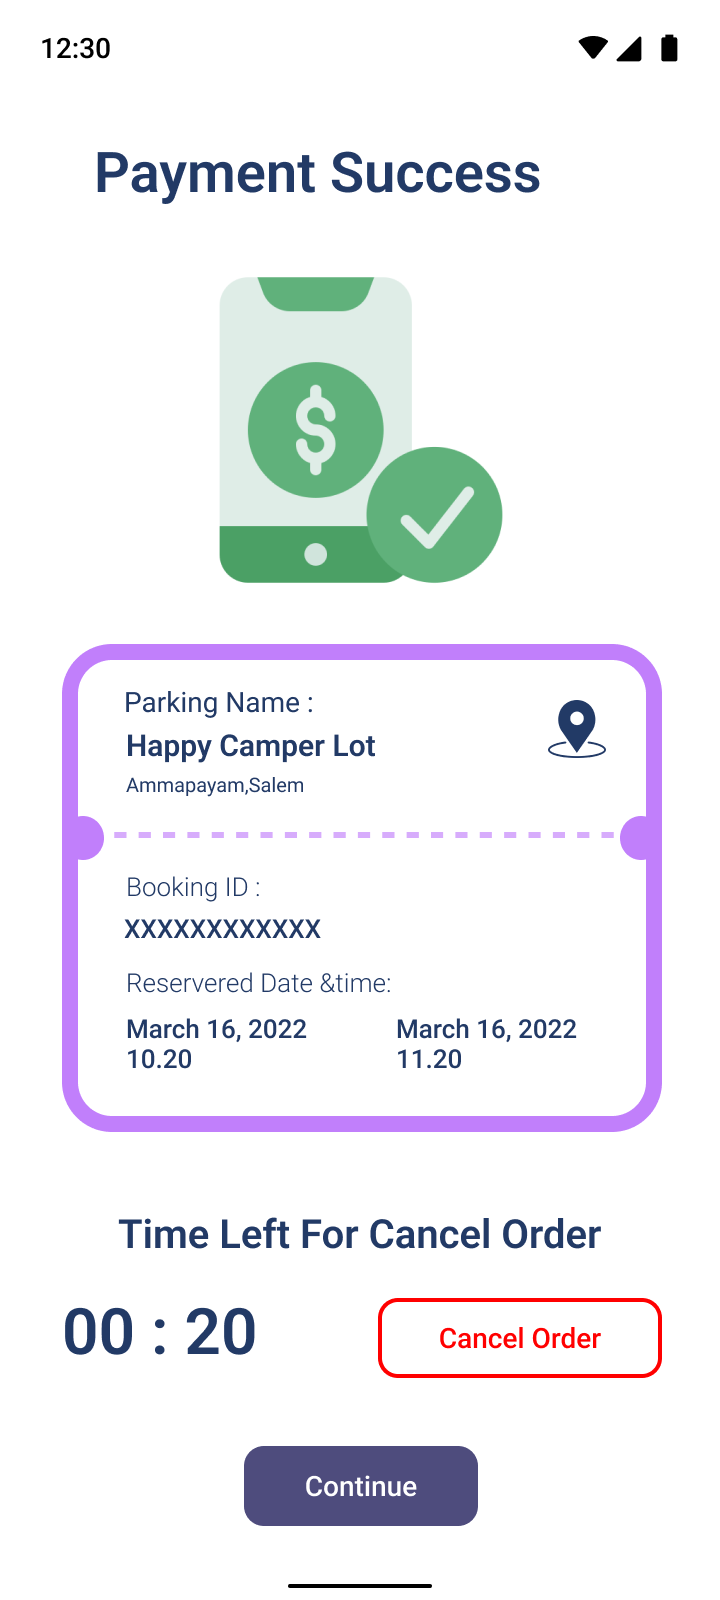 12:30
Payment Success
$
Parking Name :
Happy Camper Lot
Ammapayam,Salem
Booking ID :
XXXXXXXXXXXX
Reservered Date &time:
March 16, 2022 March 16, 2022
10.20 11.20
Time Left For Cancel Order
00 : 20
Cancel Order
Continue